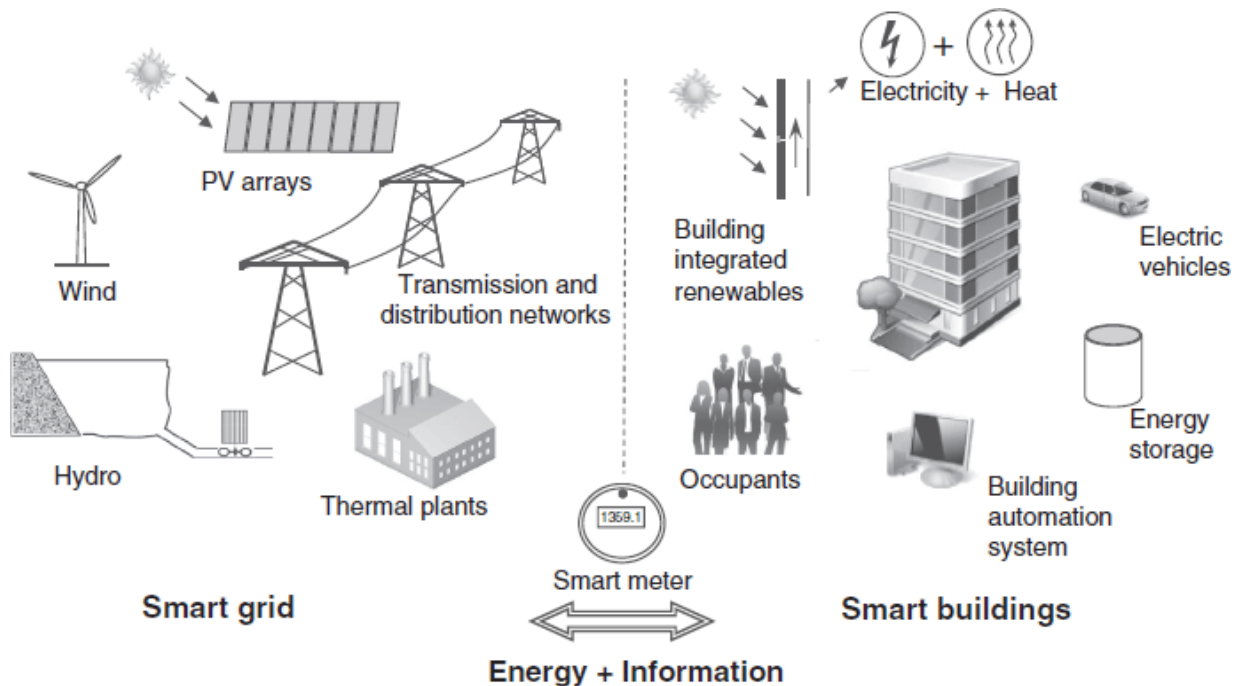 PV arrays
Wind
Transmission and
distribution networks
Hydro
Thermal plants
Electricity + Heat
+
Building
integrated
renewables
Electric
vehicles
Energy
storage
Occupants
Building
automation
system
1359.1
Smart meter
Smart grid
Smart buildings
Energy + Information